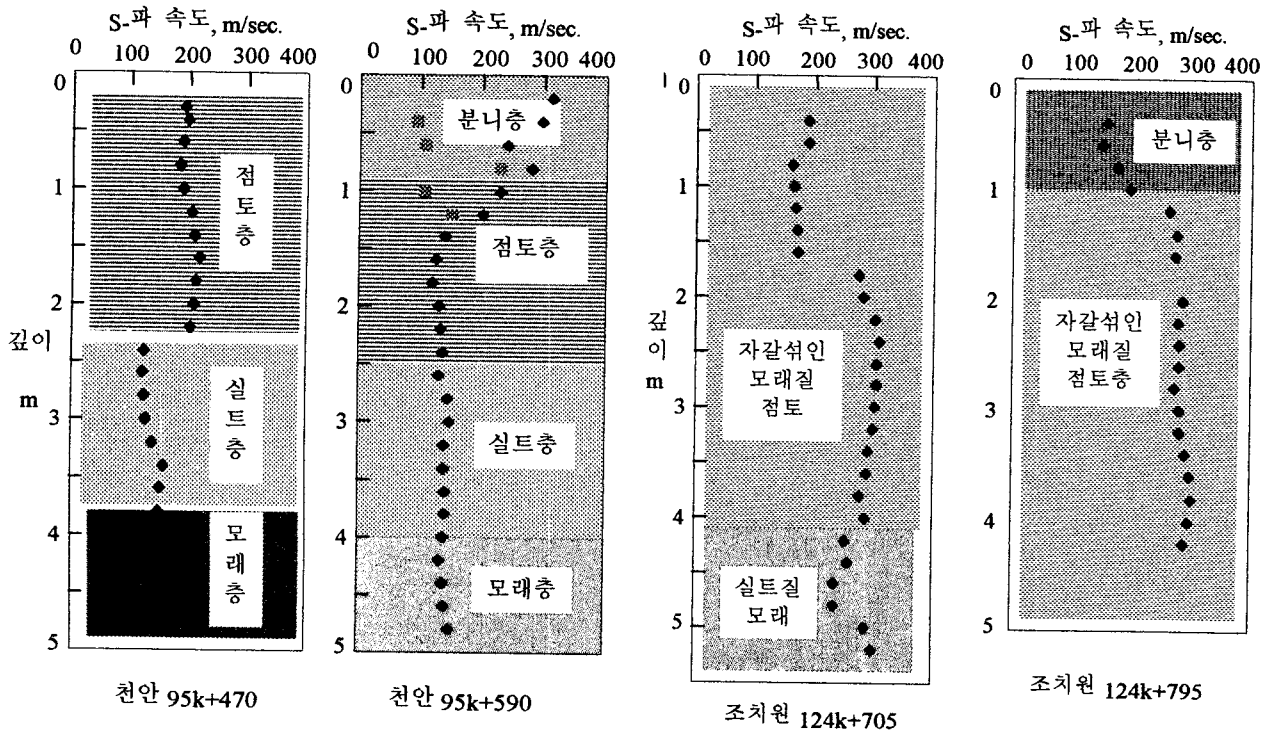 S-파 속도, m/sec.
0 100 200 300 400
0
1
2
3
4
5
깊이
m
점
토
층
실
트
층
모
래
층
천안 95k+470
S-파 속도, m/sec.
0 100 200 300 400
0
1
2
3
4
5
분니층
점토층
실트층
모래층
천안 95k+590
S-파 속도, m/sec.
0 100 200 300 400
0
1
2
3
4
5
깊
이
m
자갈섞인
모래질
점토
실트질
모래
조치원 124k+705
S-파 속도, m/sec.
0 100 200 300 400
0
1
2
3
4
5
분니층
자갈섞인
모래질
점토층
조치원 124k+795